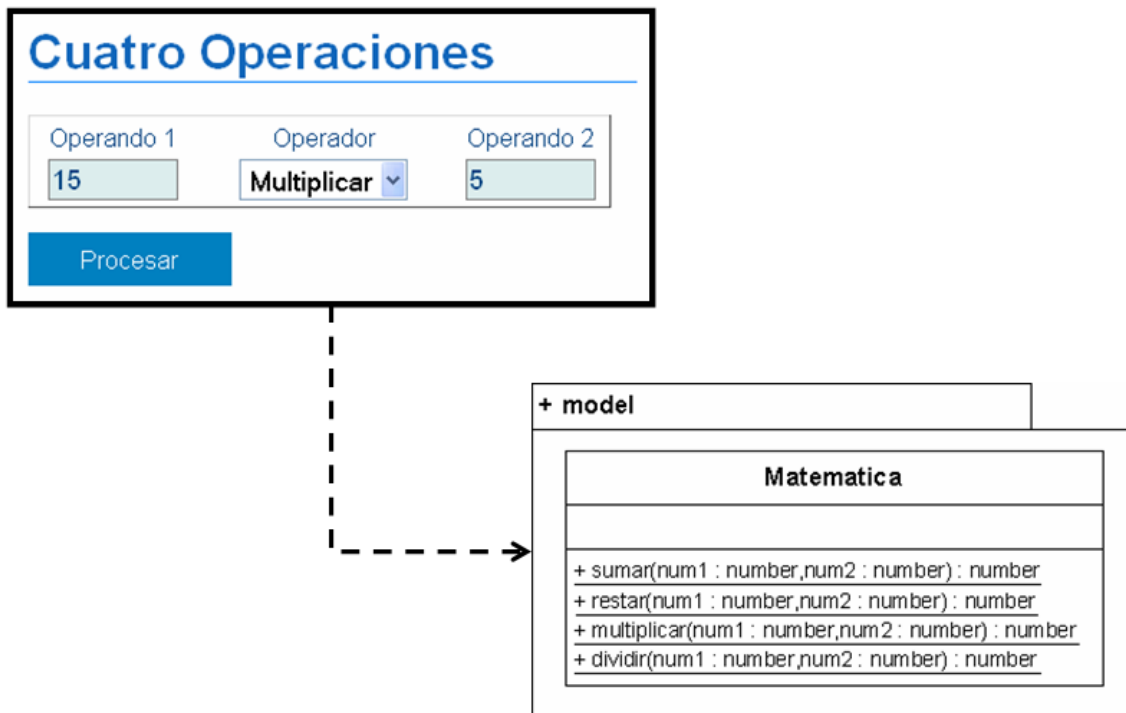 Cuatro Operaciones
Operando 1 Operador Operando 2
15 Multiplicar 5
Procesar
+ model
Matematica
+ sumar(num1 : number,num2 : number) : number
+ restar(num1 : number,num2 : number) : number
+ multiplicar(num1 : number,num2 : number) : number
+ dividir(num1 : number,num2 : number) : number